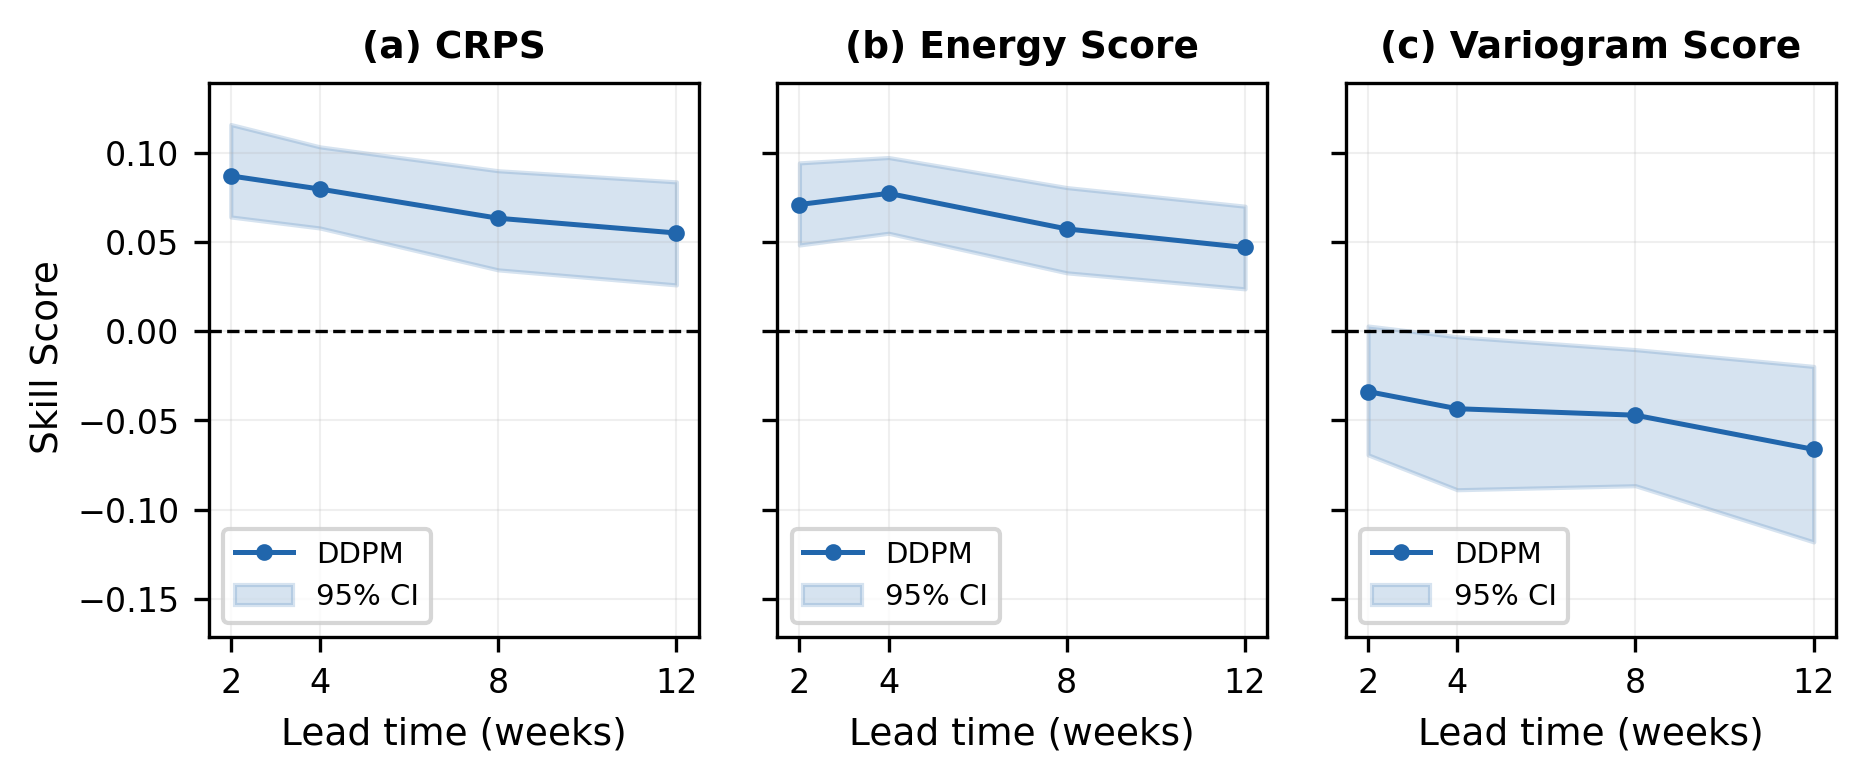 (a) CRPS
(b) Energy Score
(c) Variogram Score
Skill Score
0.10
0.05
0.00
−0.05
−0.10
−0.15
DDPM
95% CI
DDPM
95% CI
DDPM
95% CI
2 4 8 12
2 4 8 12
2 4 8 12
Lead time (weeks)
Lead time (weeks)
Lead time (weeks)